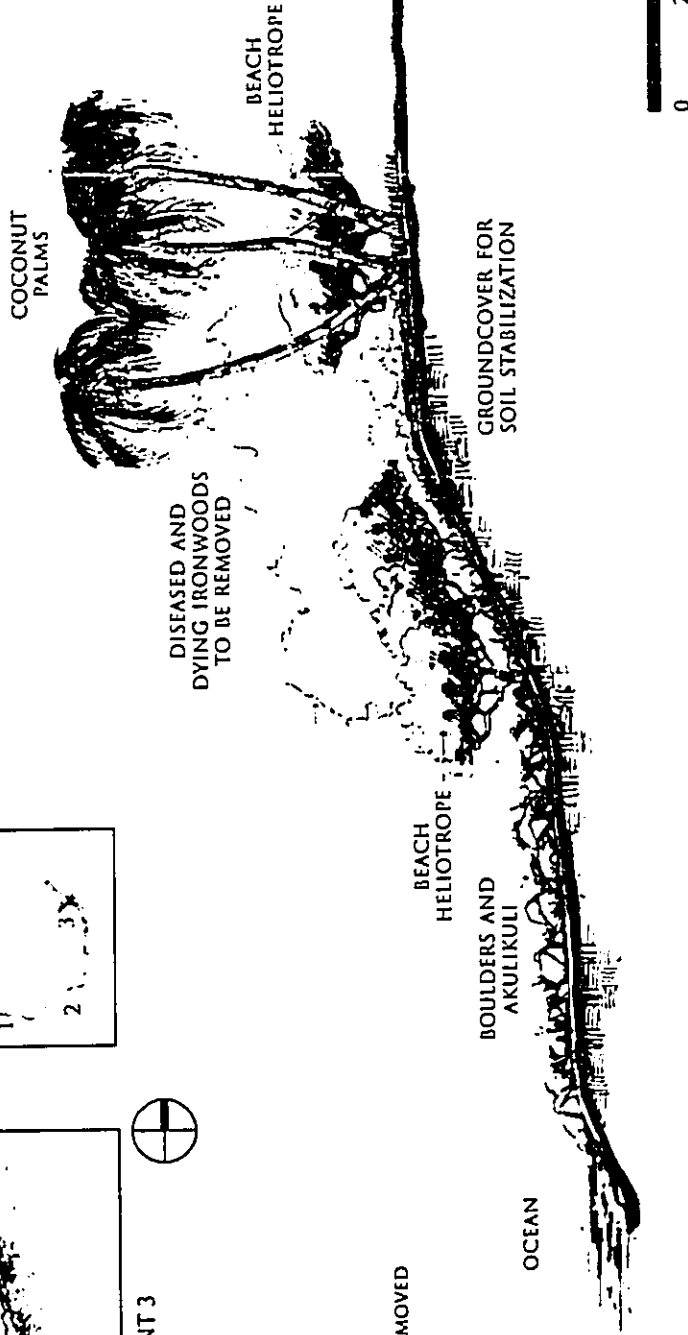 COCONUT
PALMS
BEACH
HELIOTROPE
DISEASED AND
DYING IRONWOODS
TO BE REMOVED
GROUNDCOVER FOR
SOIL STABILIZATION
BEACH
HELIOTROPE
BOULDERS AND
AKULIKULI
OCEAN
1
2
3
NT 3
MOVED
0